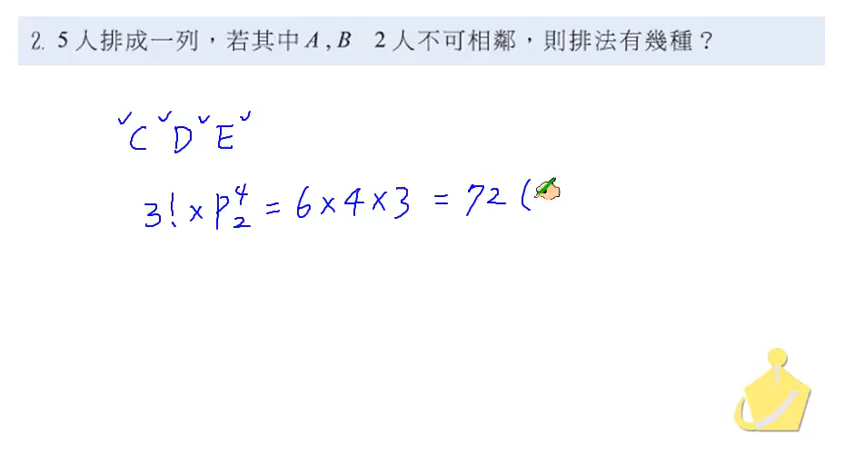 2. 5人排成一列，若其中A , B 2人不可相鄰，則排法有幾種？
ˇCˇDˇEˇ
3! × P⁴₂ = 6 × 4 × 3 = 72 (